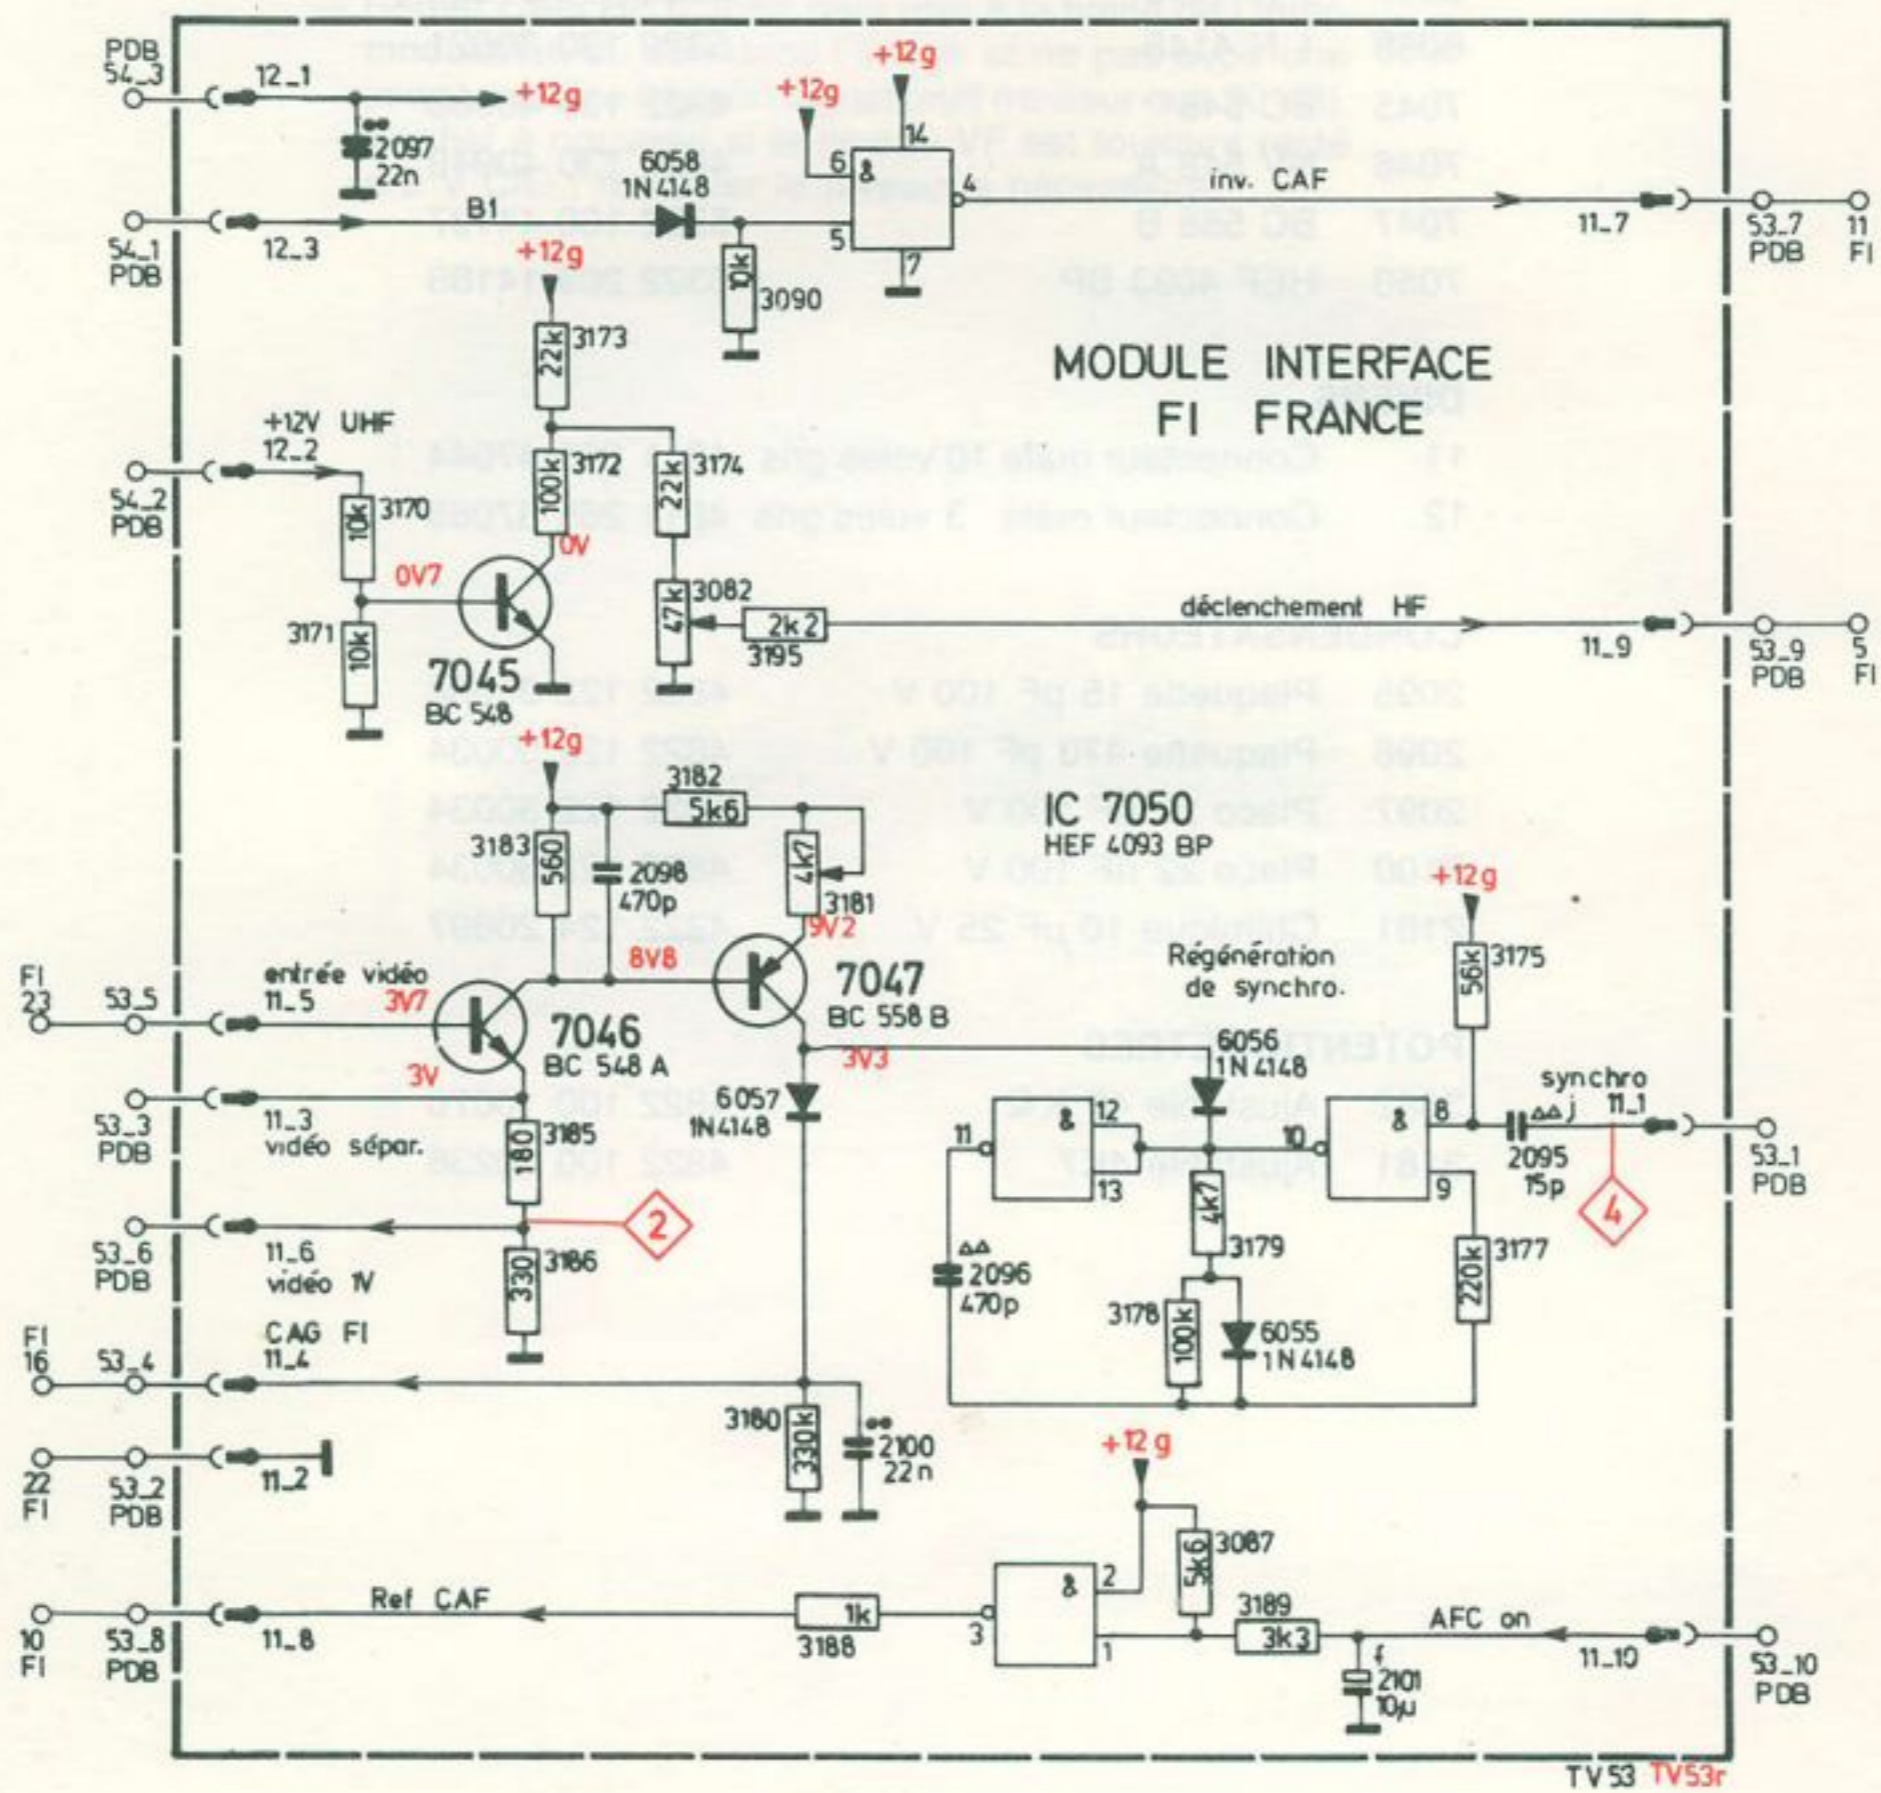 PDB
54_3
12_1
+12g
2097
22n
+12g
+12g
14
6
&
4
5
7
inv. CAF
11_7
53_7
PDB
11
FI
6058
1N4148
B1
54_1
PDB
12_3
10k
3090
+12g
22k
3173
MODULE INTERFACE
FI FRANCE
+12V UHF
12_2
54_2
PDB
100k
3172
22k
3174
10k
3170
0V
0V7
3171
10k
7045
BC 548
47k
3082
2k2
3195
déclenchement HF
11_9
53_9
PDB
5
FI
+12g
3182
5k6
3183
560
2098
470p
4k7
3181
9V2
IC 7050
HEF 4093 BP
+12g
56k
3175
8V8
7047
BC 558 B
Régénération
de synchro.
FI
23
53_5
entrée vidéo
11_5
3V7
7046
BC 548 A
3V
3V3
53_3
PDB
11_3
vidéo sépar.
180
3185
6057
1N4148
6056
1N4148
11
&
12
13
10
&
8
9
synchro
j
11_1
2095
15p
4
53_1
PDB
2
53_6
PDB
11_6
vidéo 1V
330
3186
4k7
3179
2096
470p
3178
100k
6055
1N4148
220k
3177
FI
16
53_4
CAG FI
11_4
3180
330k
2100
22n
22
FI
53_2
PDB
11_2
+12g
5k6
3087
&
2
3
1
3189
3k3
AFC on
11_10
53_10
PDB
2101
10µ
Ref CAF
1k
3188
10
FI
53_8
PDB
11_8
TV53 TV53r